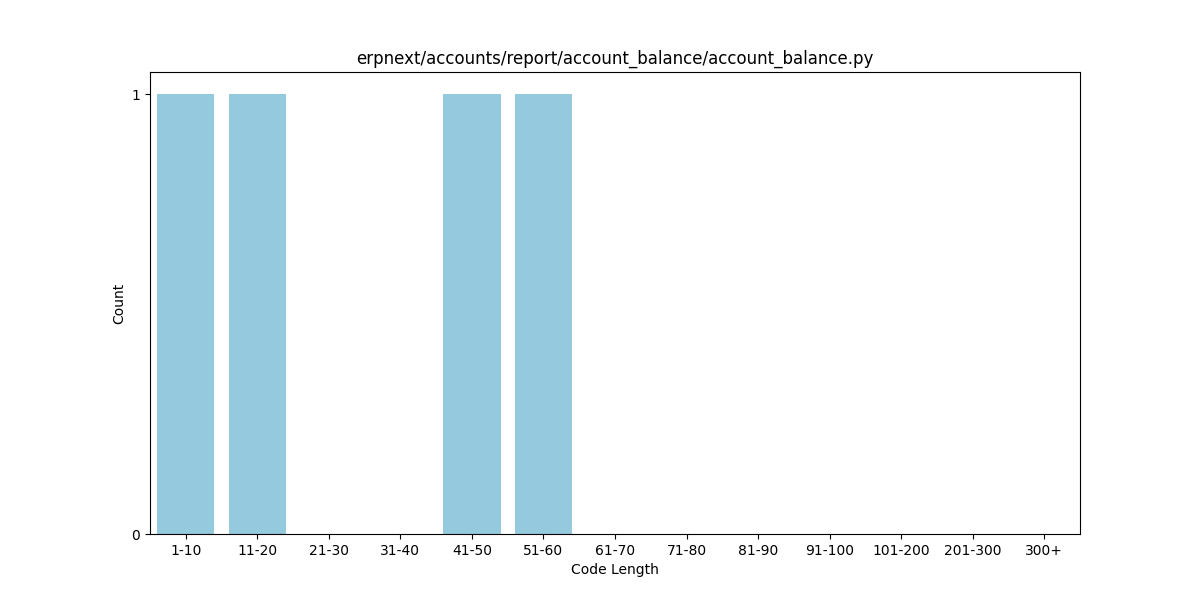 erpnext/accounts/report/account_balance/account_balance.py
1
Count
0
1-10 11-20 21-30 31-40 41-50 51-60 61-70 71-80 81-90 91-100 101-200 201-300 300+
Code Length